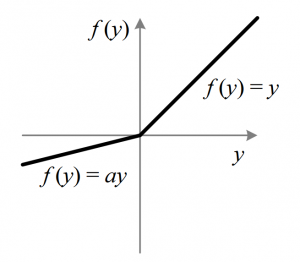 f(y)
f(y) = y
y
f(y) = ay